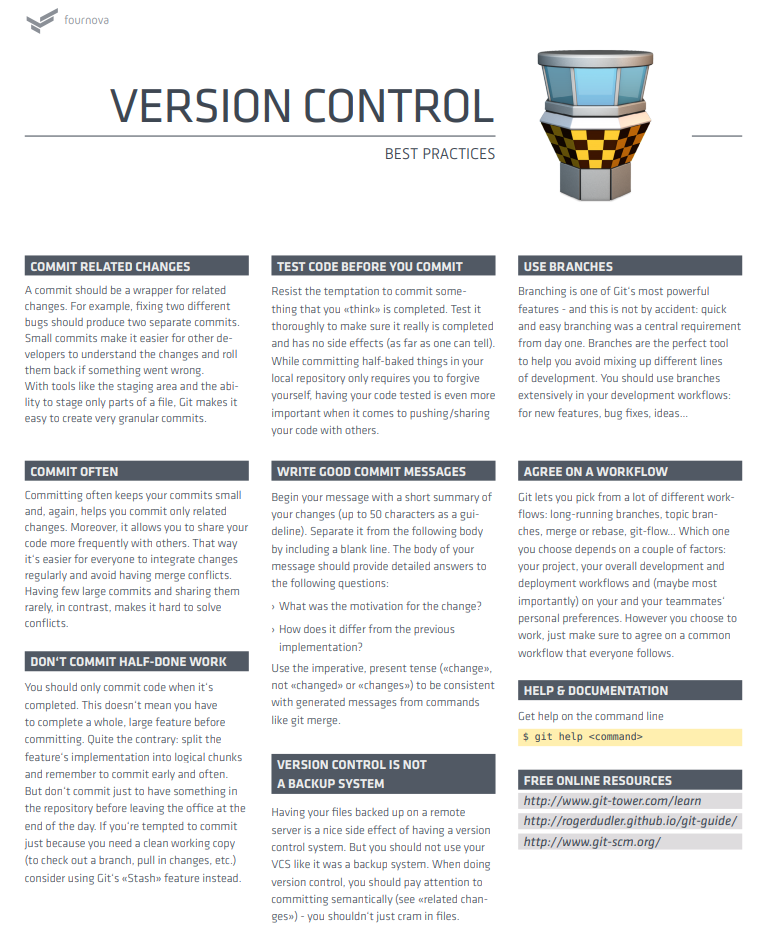 fournova
VERSION CONTROL
BEST PRACTICES
COMMIT RELATED CHANGES
A commit should be a wrapper for related
changes. For example, fixing two different
bugs should produce two separate commits.
Small commits make it easier for other de-
velopers to understand the changes and roll
them back if something went wrong.
With tools like the staging area and the abi-
lity to stage only parts of a file, Git makes it
easy to create very granular commits.
COMMIT OFTEN
Committing often keeps your commits small
and, again, helps you commit only related
changes. Moreover, it allows you to share your
code more frequently with others. That way
it's easier for everyone to integrate changes
regularly and avoid having merge conflicts.
Having few large commits and sharing them
rarely, in contrast, makes it hard to solve
conflicts.
DON'T COMMIT HALF-DONE WORK
You should only commit code when it's
completed. This doesn't mean you have
to complete a whole, large feature before
committing. Quite the contrary: split the
feature's implementation into logical chunks
and remember to commit early and often.
But don't commit just to have something in
the repository before leaving the office at the
end of the day. If you're tempted to commit
just because you need a clean working copy
(to check out a branch, pull in changes, etc.)
consider using Git's «Stash» feature instead.
TEST CODE BEFORE YOU COMMIT
Resist the temptation to commit some-
thing that you «think» is completed. Test it
thoroughly to make sure it really is completed
and has no side effects (as far as one can tell).
While committing half-baked things in your
local repository only requires you to forgive
yourself, having your code tested is even more
important when it comes to pushing/sharing
your code with others.
WRITE GOOD COMMIT MESSAGES
Begin your message with a short summary of
your changes (up to 50 characters as a gui-
deline). Separate it from the following body
by including a blank line. The body of your
message should provide detailed answers to
the following questions:
› What was the motivation for the change?
› How does it differ from the previous
implementation?
Use the imperative, present tense («change»,
not «changed» or «changes») to be consistent
with generated messages from commands
like git merge.
VERSION CONTROL IS NOT
A BACKUP SYSTEM
Having your files backed up on a remote
server is a nice side effect of having a version
control system. But you should not use your
VCS like it was a backup system. When doing
version control, you should pay attention to
committing semantically (see «related chan-
ges») - you shouldn't just cram in files.
USE BRANCHES
Branching is one of Git's most powerful
features - and this is not by accident: quick
and easy branching was a central requirement
from day one. Branches are the perfect tool
to help you avoid mixing up different lines
of development. You should use branches
extensively in your development workflows:
for new features, bug fixes, ideas...
AGREE ON A WORKFLOW
Git lets you pick from a lot of different work-
flows: long-running branches, topic bran-
ches, merge or rebase, git-flow... Which one
you choose depends on a couple of factors:
your project, your overall development and
deployment workflows and (maybe most
importantly) on your and your teammates'
personal preferences. However you choose to
work, just make sure to agree on a common
workflow that everyone follows.
HELP & DOCUMENTATION
Get help on the command line
$ git help <command>
FREE ONLINE RESOURCES
http://www.git-tower.com/learn
http://rogerdudler.github.io/git-guide/
http://www.git-scm.org/